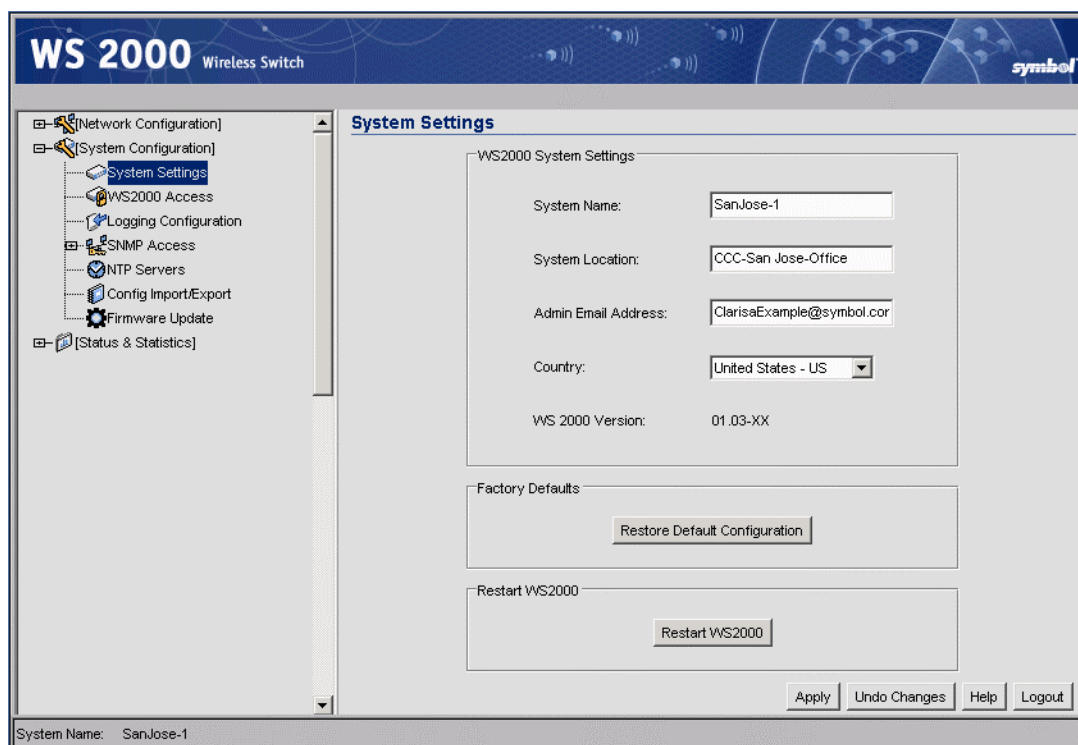 WS 2000 Wireless Switch
symbol
[Network Configuration]
[System Configuration]
System Settings
WS2000 Access
Logging Configuration
SNMP Access
NTP Servers
Config Import/Export
Firmware Update
[Status & Statistics]
System Settings
WS2000 System Settings
System Name: SanJose-1
System Location: CCC-San Jose-Office
Admin Email Address: ClarisaExample@symbol.cor
Country: United States - US
WS 2000 Version: 01.03-XX
Factory Defaults
Restore Default Configuration
Restart WS2000
Restart WS2000
Apply Undo Changes Help Logout
System Name: SanJose-1